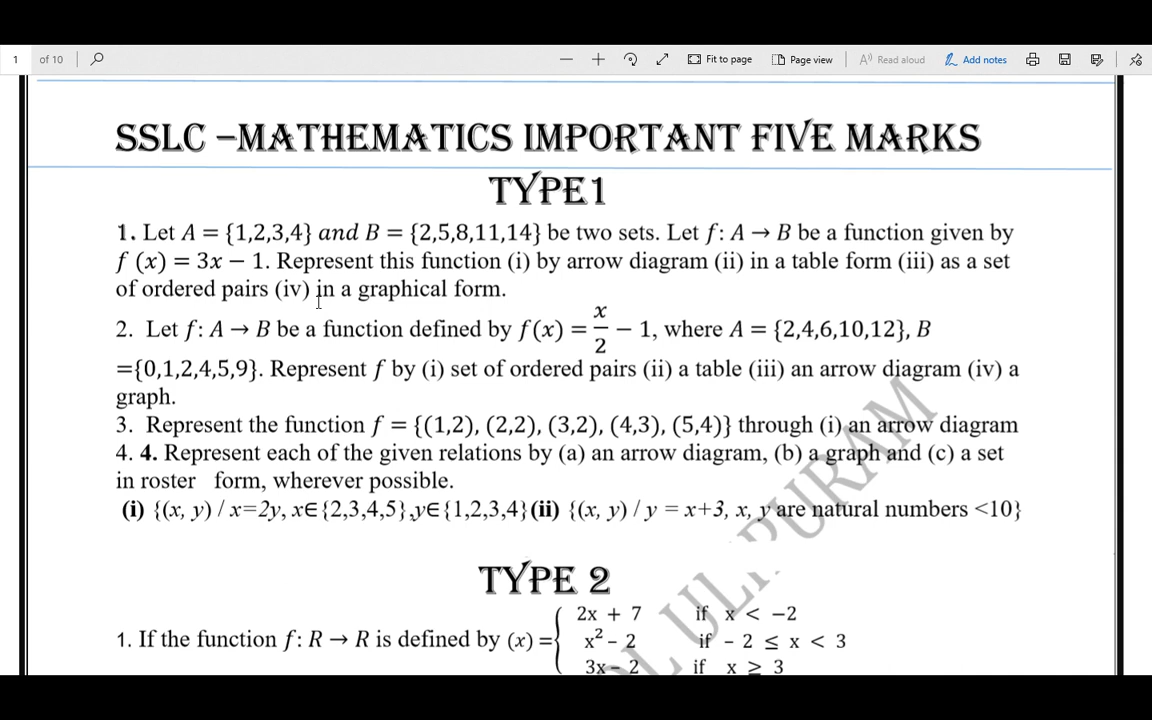 1 of 10 Fit to page Page view Read aloud Add notes
SSLC –MATHEMATICS IMPORTANT FIVE MARKS
TYPE1
1. Let A = {1,2,3,4} and B = {2,5,8,11,14} be two sets. Let f: A → B be a function given by
f (x) = 3x − 1. Represent this function (i) by arrow diagram (ii) in a table form (iii) as a set
of ordered pairs (iv) in a graphical form.
2. Let f: A → B be a function defined by f(x) = x/2 − 1, where A = {2,4,6,10,12}, B
={0,1,2,4,5,9}. Represent f by (i) set of ordered pairs (ii) a table (iii) an arrow diagram (iv) a
graph.
3. Represent the function f = {(1,2), (2,2), (3,2), (4,3), (5,4)} through (i) an arrow diagram
4. 4. Represent each of the given relations by (a) an arrow diagram, (b) a graph and (c) a set
in roster form, wherever possible.
(i) {(x, y) / x=2y, x∈{2,3,4,5},y∈{1,2,3,4}(ii) {(x, y) / y = x+3, x, y are natural numbers <10}
TYPE 2
2x + 7 if x < −2
1. If the function f: R → R is defined by (x) ={ x² – 2 if – 2 ≤ x < 3
3x – 2 if x ≥ 3